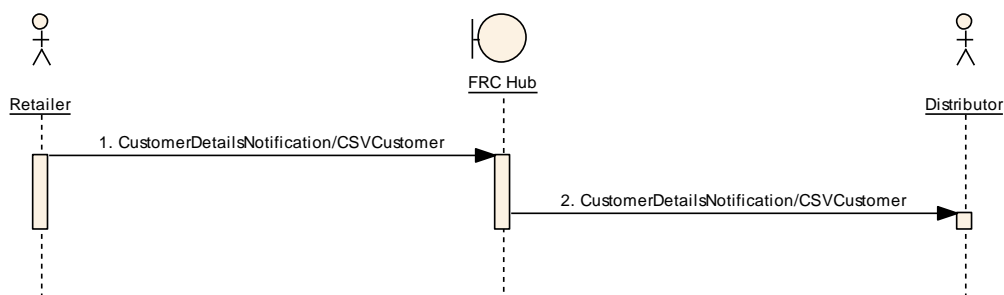 FRC Hub
Retailer
Distributor
1. CustomerDetailsNotification/CSVCustomer
2. CustomerDetailsNotification/CSVCustomer